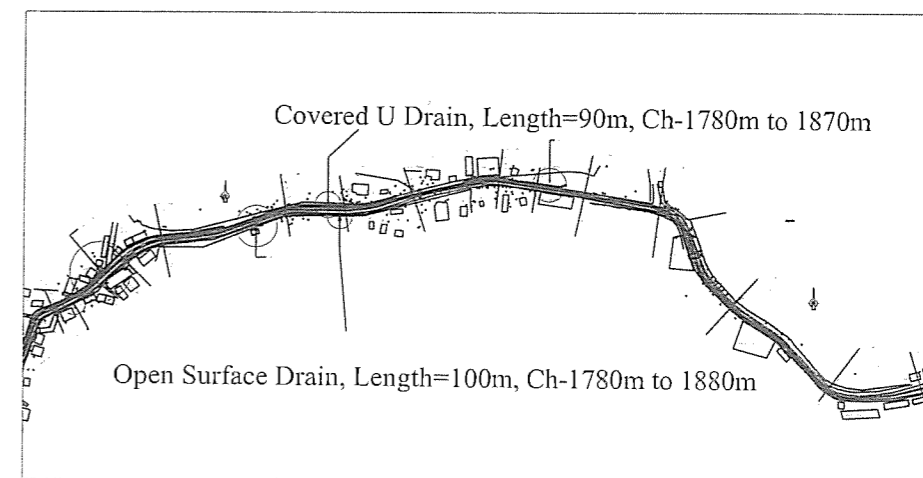 Covered U Drain, Length=90m, Ch-1780m to 1870m
Open Surface Drain, Length=100m, Ch-1780m to 1880m